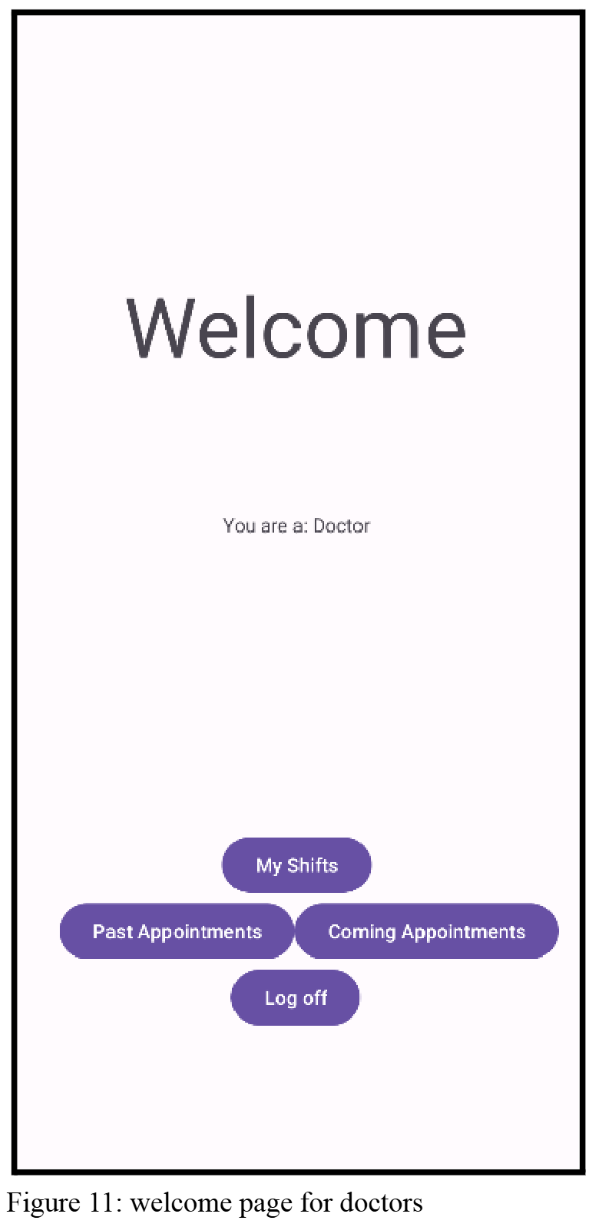 Welcome
You are a: Doctor
My Shifts
Past Appointments Coming Appointments
Log off
Figure 11: welcome page for doctors